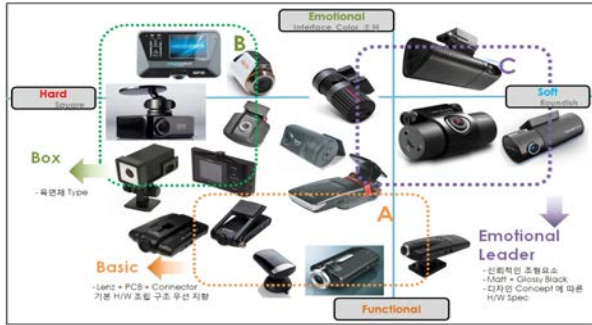 Emotional
Interface, Color 조화
B
C
Hard
Square
Soft
Roundish
Box
- 육면체 Type
A
Basic
- Lenz + PCB + Connector
기본 H/W 조립 구조 우선 지향
Emotional
Leader
- 신뢰적인 조형요소
- Matt + Glossy Black
- 디자인 Concept 에 따른
H/W Spec
Functional